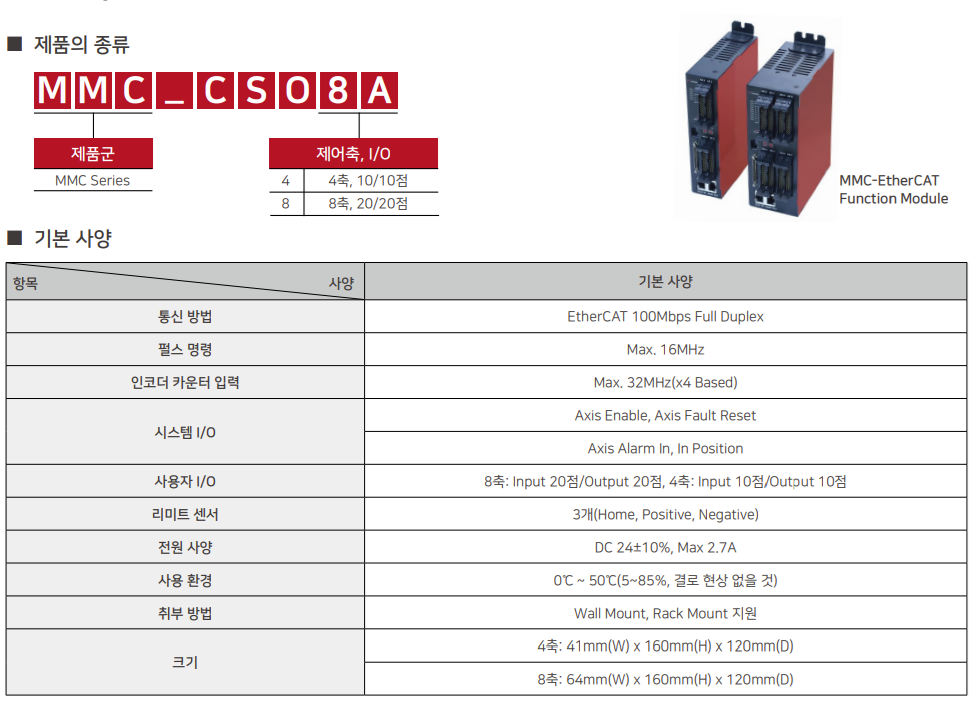 ■ 제품의 종류
MMC_CSO8A
제품군
MMC Series
제어축, I/O
4 4축, 10/10점
8 8축, 20/20점
MMC-EtherCAT
Function Module
■ 기본 사양
항목 사양 기본 사양
통신 방법 EtherCAT 100Mbps Full Duplex
펄스 명령 Max. 16MHz
인코더 카운터 입력 Max. 32MHz(x4 Based)
시스템 I/O
Axis Enable, Axis Fault Reset
Axis Alarm In, In Position
사용자 I/O 8축: Input 20점/Output 20점, 4축: Input 10점/Output 10점
리미트 센서 3개(Home, Positive, Negative)
전원 사양 DC 24±10%, Max 2.7A
사용 환경 0℃ ~ 50℃(5~85%, 결로 현상 없을 것)
취부 방법 Wall Mount, Rack Mount 지원
크기
4축: 41mm(W) x 160mm(H) x 120mm(D)
8축: 64mm(W) x 160mm(H) x 120mm(D)